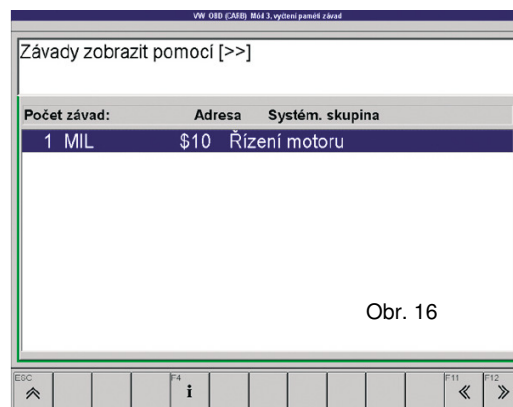 VW OBD (CARB) Mód 3, vyčtení paměti závad
Závady zobrazit pomocí [>>]
Počet závad: Adresa Systém. skupina
1 MIL $10 Řízení motoru
Obr. 16
ESC F4 F11 F12
i « »